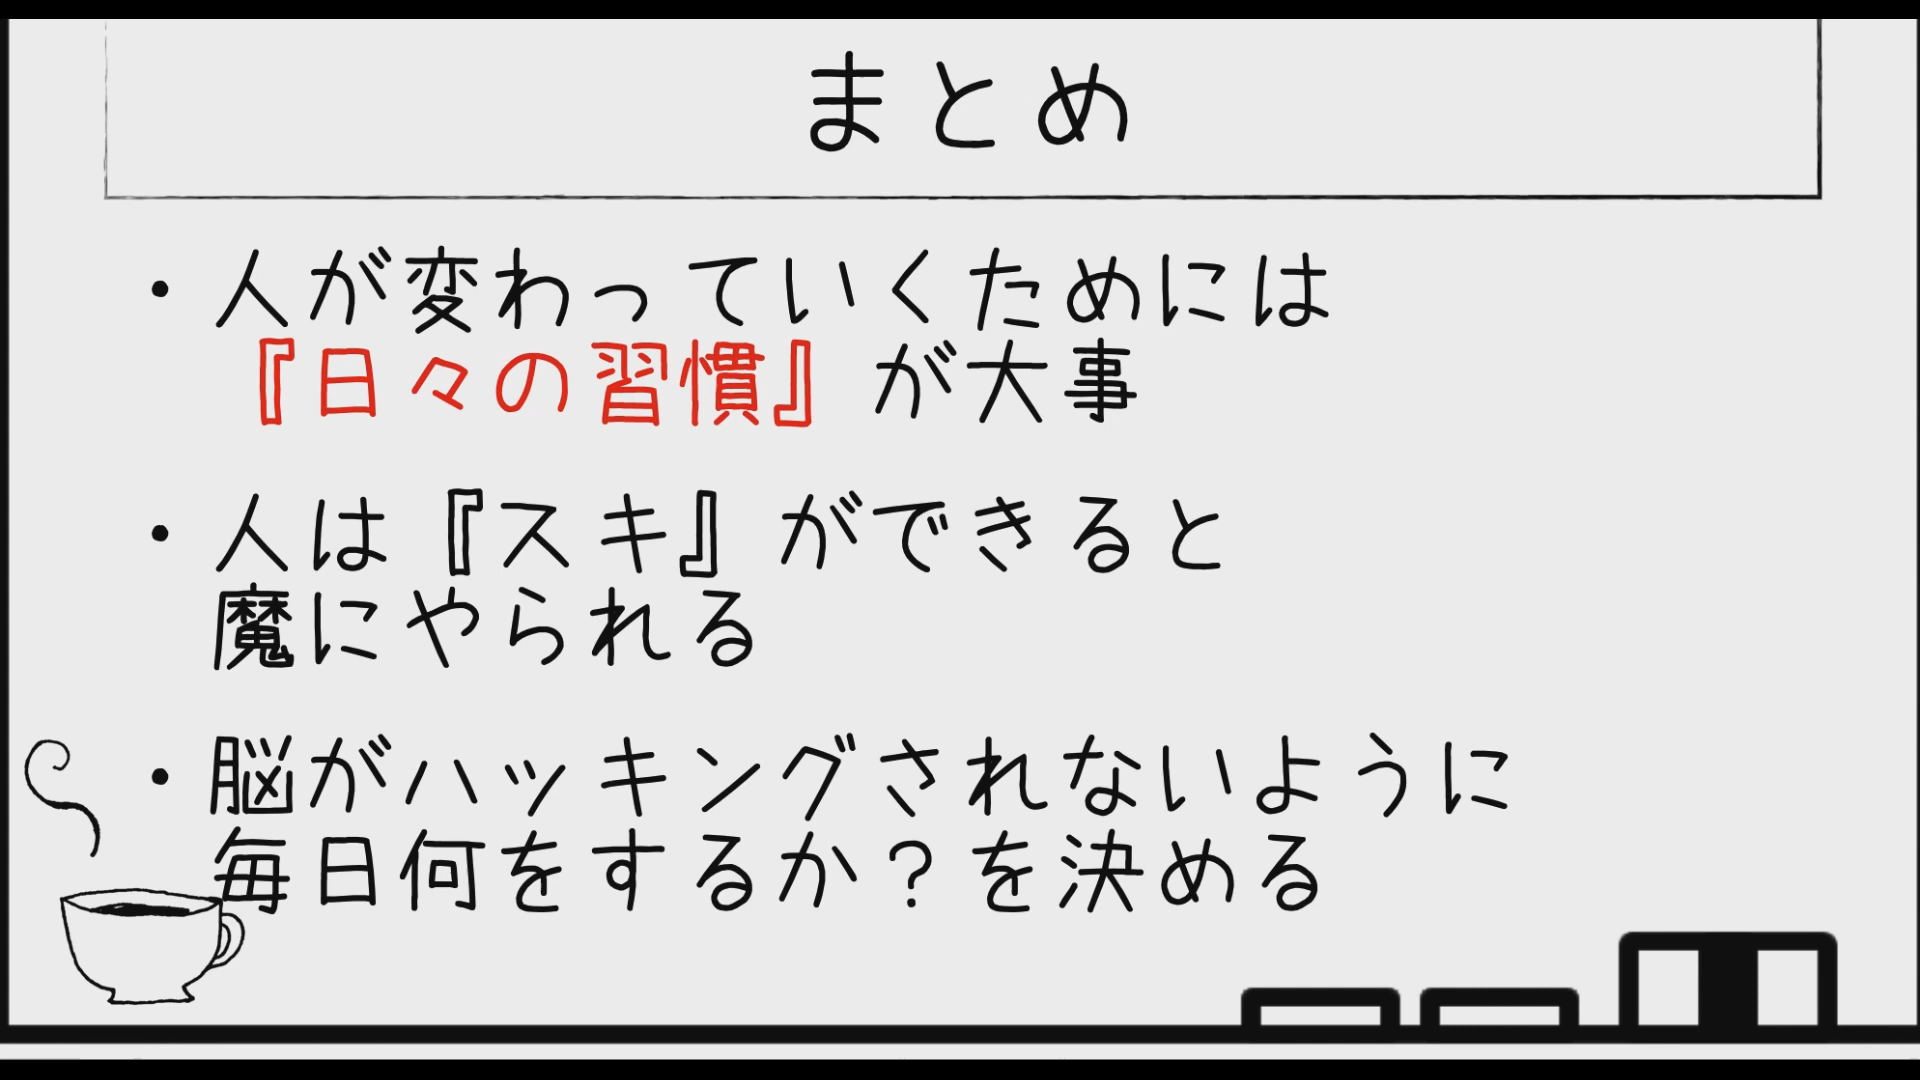 まとめ
・人が変わっていくためには
『日々の習慣』が大事
・人は『スキ』ができると
魔にやられる
・脳がハッキングされないように
毎日何をするか？を決める